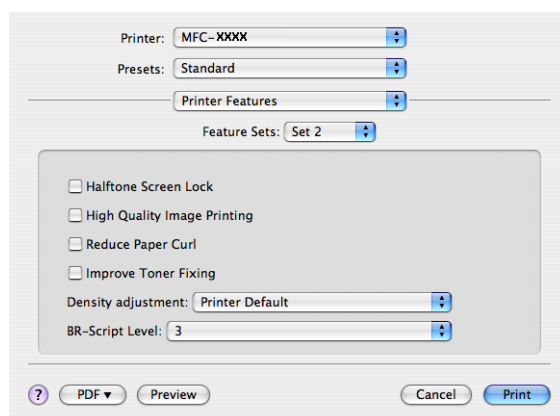 Printer: MFC-XXXX
Presets: Standard
Printer Features
Feature Sets: Set 2
Halftone Screen Lock
High Quality Image Printing
Reduce Paper Curl
Improve Toner Fixing
Density adjustment: Printer Default
BR-Script Level: 3
? PDF ▾ Preview Cancel Print